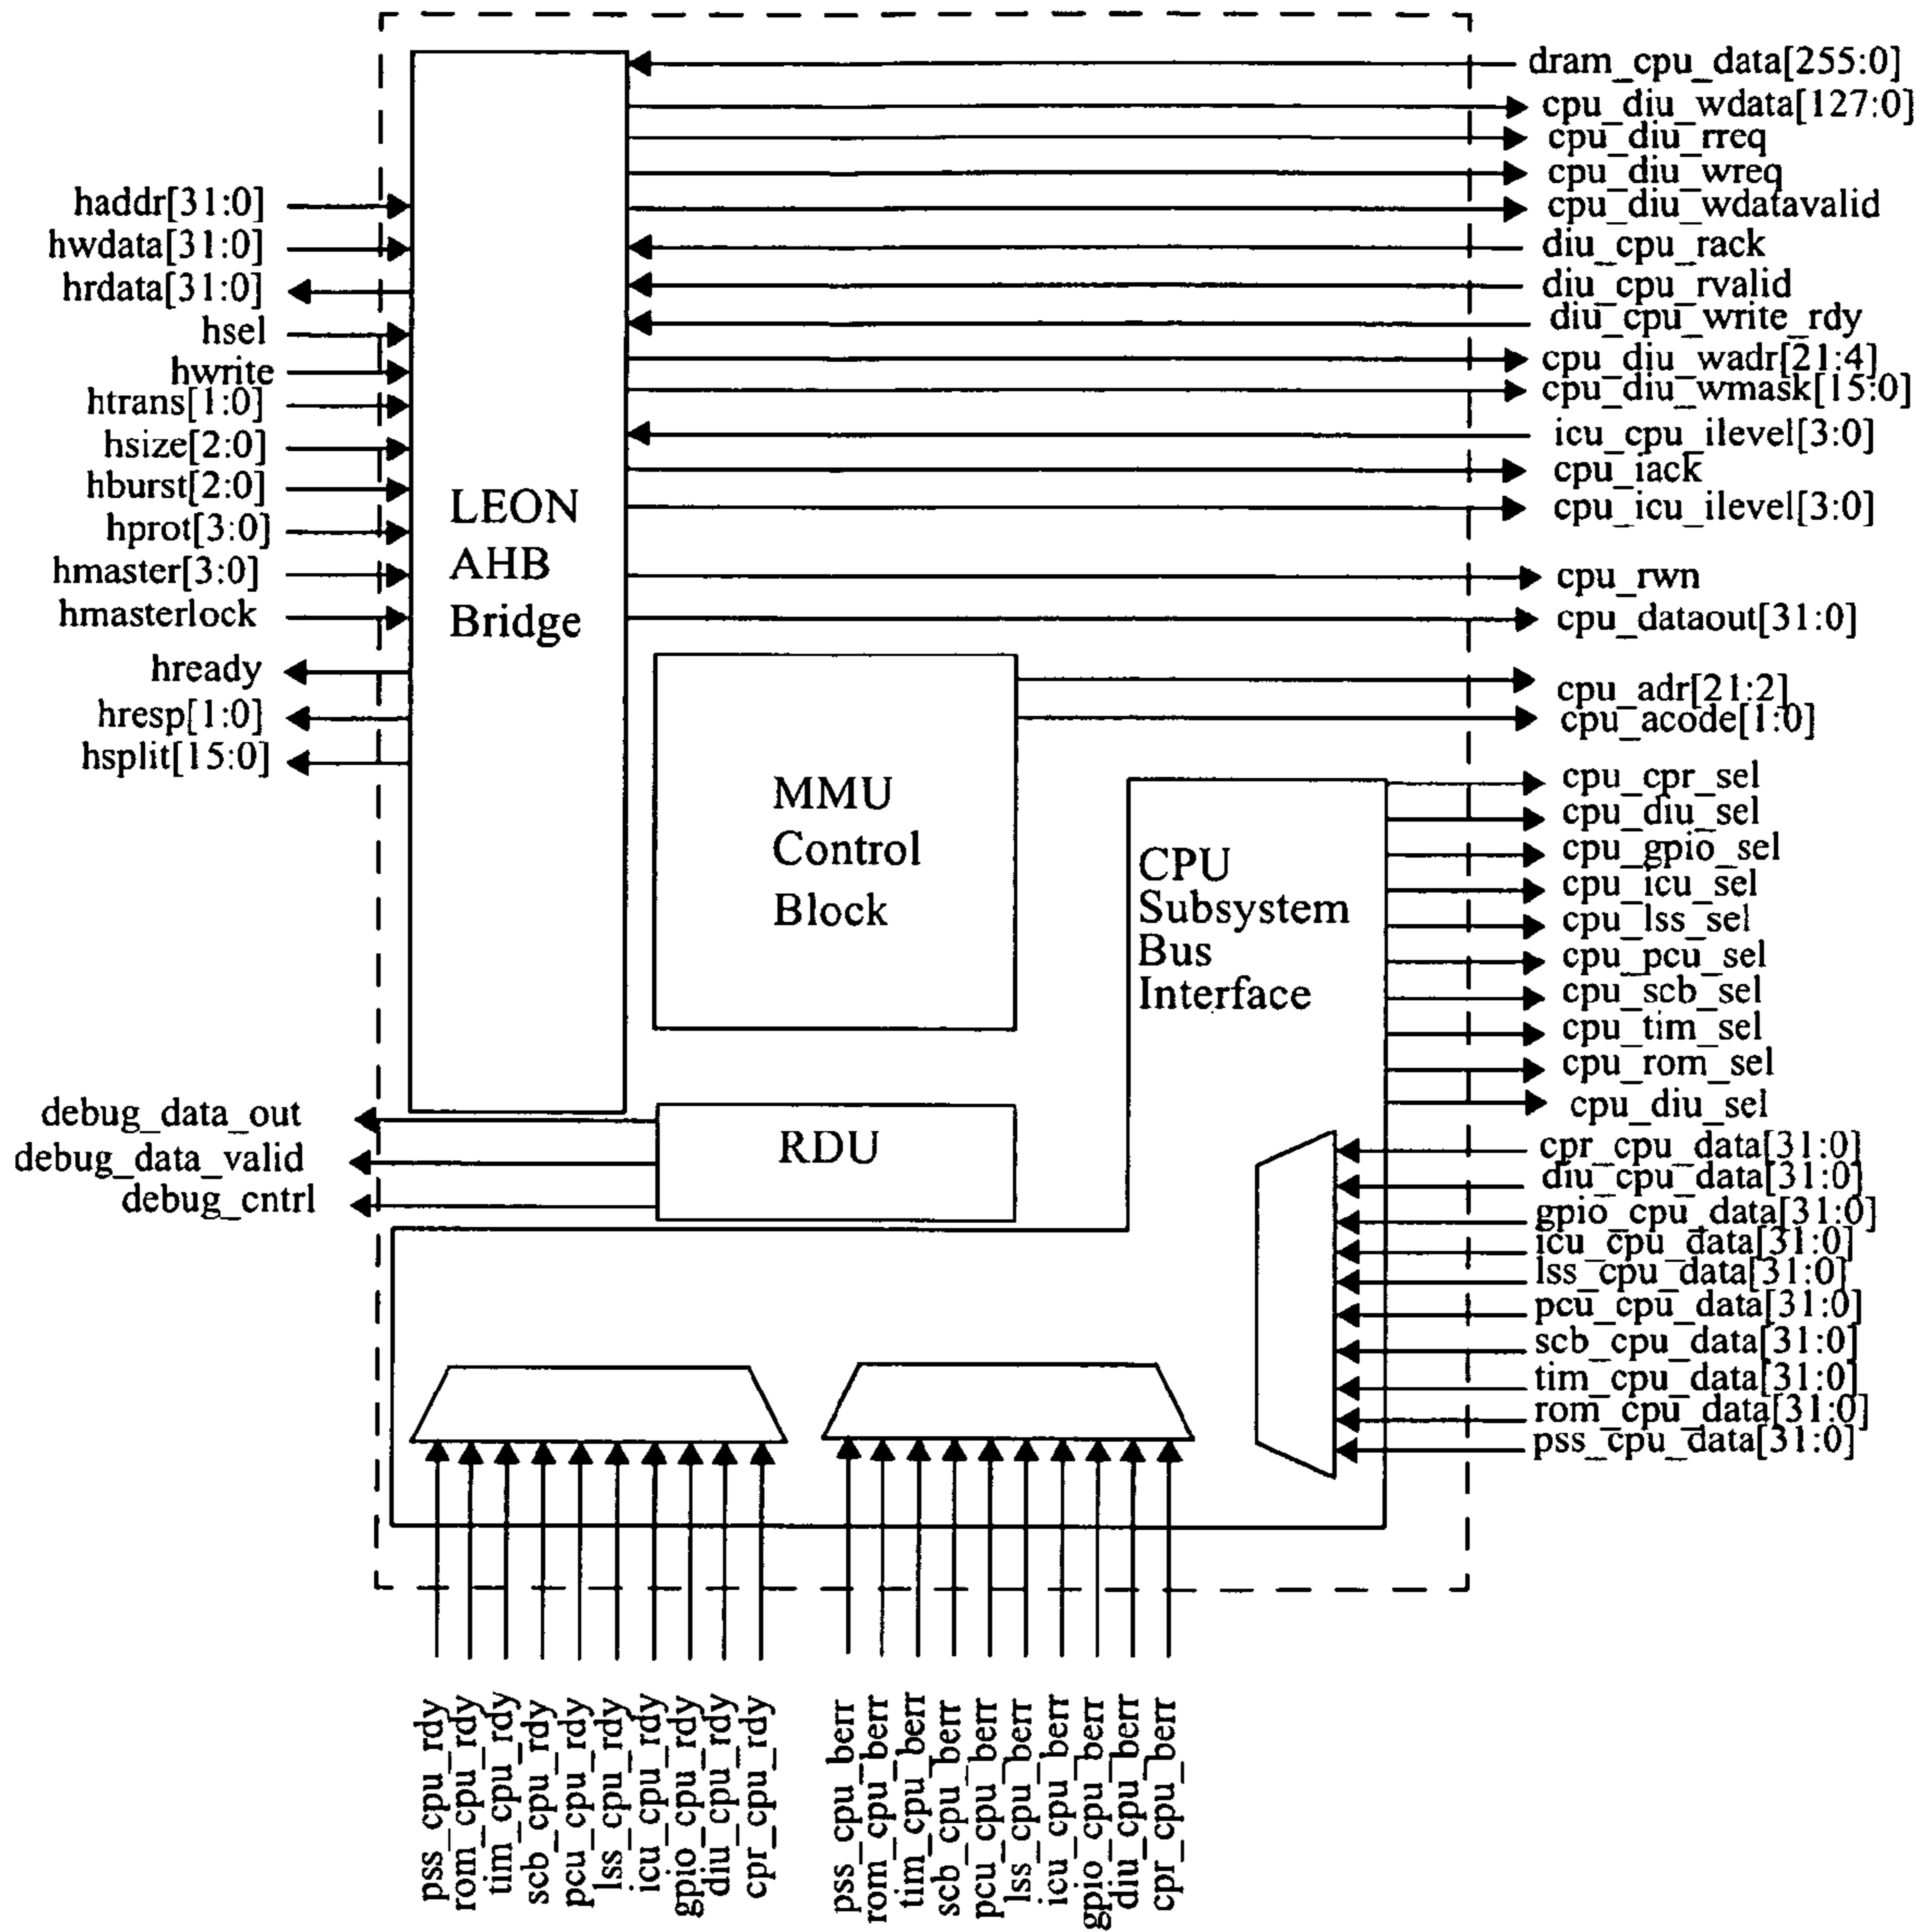 haddr[31:0]
hwdata[31:0]
hrdata[31:0]
hsel
hwrite
htrans[1:0]
hsize[2:0]
hburst[2:0]
hprot[3:0]
hmaster[3:0]
hmasterlock
hready
hresp[1:0]
hsplit[15:0]
debug_data_out
debug_data_valid
debug_cntrl
LEON
AHB
Bridge
MMU
Control
Block
RDU
CPU
Subsystem
Bus
Interface
dram_cpu_data[255:0]
cpu_diu_wdata[127:0]
cpu_diu_rreq
cpu_diu_wreq
cpu_diu_wdatavalid
diu_cpu_rack
diu_cpu_rvalid
diu_cpu_write_rdy
cpu_diu_wadr[21:4]
cpu_diu_wmask[15:0]
icu_cpu_ilevel[3:0]
cpu_iack
cpu_icu_ilevel[3:0]
cpu_rwn
cpu_dataout[31:0]
cpu_adr[21:2]
cpu_acode[1:0]
cpu_cpr_sel
cpu_diu_sel
cpu_gpio_sel
cpu_icu_sel
cpu_lss_sel
cpu_pcu_sel
cpu_scb_sel
cpu_tim_sel
cpu_rom_sel
cpu_diu_sel
cpr_cpu_data[31:0]
diu_cpu_data[31:0]
gpio_cpu_data[31:0]
icu_cpu_data[31:0]
lss_cpu_data[31:0]
pcu_cpu_data[31:0]
scb_cpu_data[31:0]
tim_cpu_data[31:0]
rom_cpu_data[31:0]
pss_cpu_data[31:0]
pss_cpu_rdy
rom_cpu_rdy
tim_cpu_rdy
scb_cpu_rdy
pcu_cpu_rdy
lss_cpu_rdy
icu_cpu_rdy
gpio_cpu_rdy
diu_cpu_rdy
cpr_cpu_rdy
pss_cpu_berr
rom_cpu_berr
tim_cpu_berr
scb_cpu_berr
pcu_cpu_berr
lss_cpu_berr
icu_cpu_berr
gpio_cpu_berr
diu_cpu_berr
cpr_cpu_berr